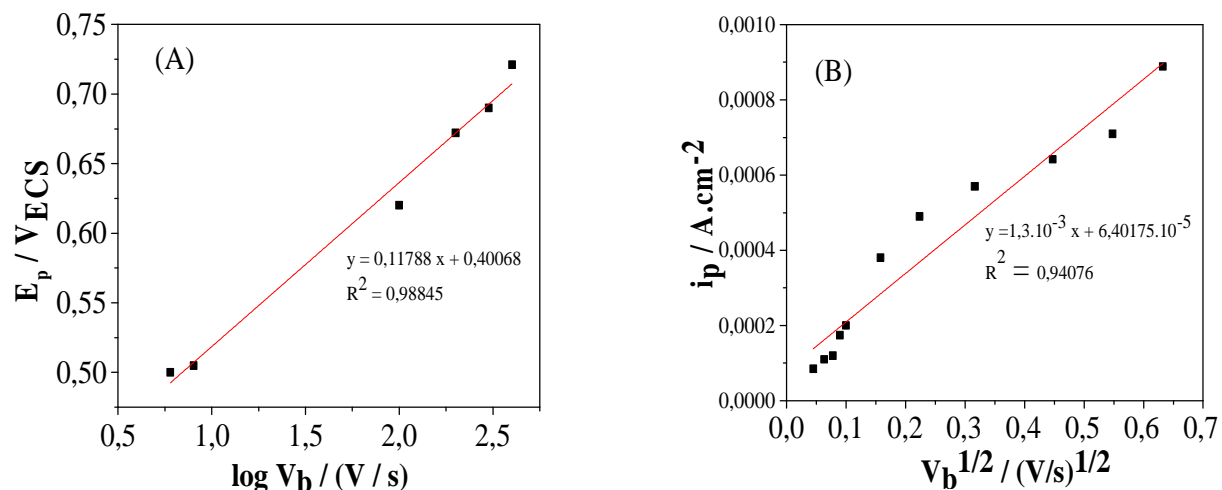 (A)
E_p / V_ECS
0,75
0,70
0,65
0,60
0,55
0,50
y = 0,11788 x + 0,40068
R^2 = 0,98845
0,5
1,0
1,5
2,0
2,5
log V_b / (V / s)
(B)
i_p / A.cm^-2
0,0010
0,0008
0,0006
0,0004
0,0002
0,0000
y =1,3.10^-3 x + 6,40175.10^-5
R^2 = 0,94076
0,0
0,1
0,2
0,3
0,4
0,5
0,6
0,7
V_b^1/2 / (V/s)^1/2